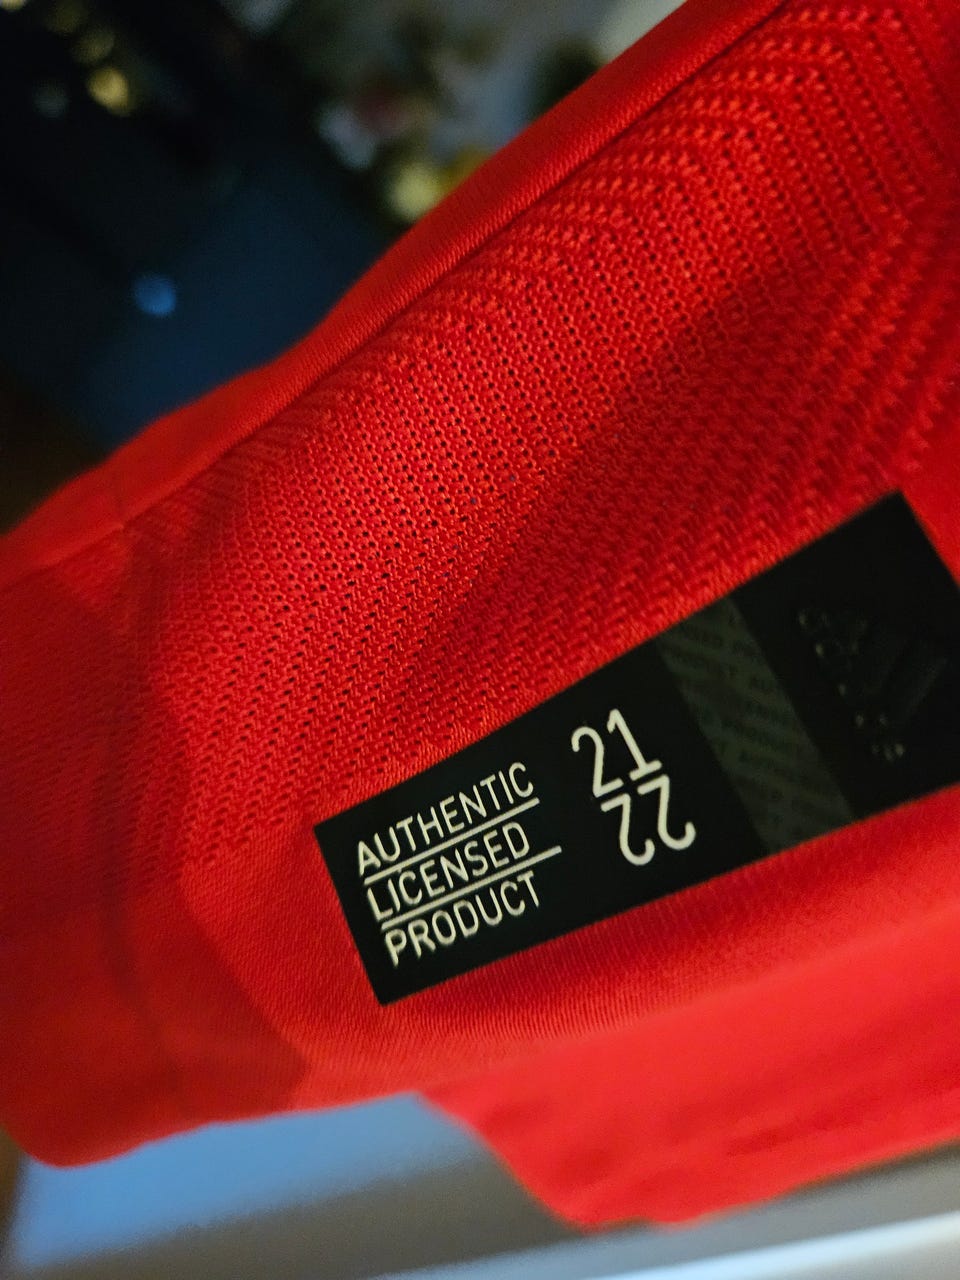 AUTHENTIC
LICENSED
PRODUCT
21
22